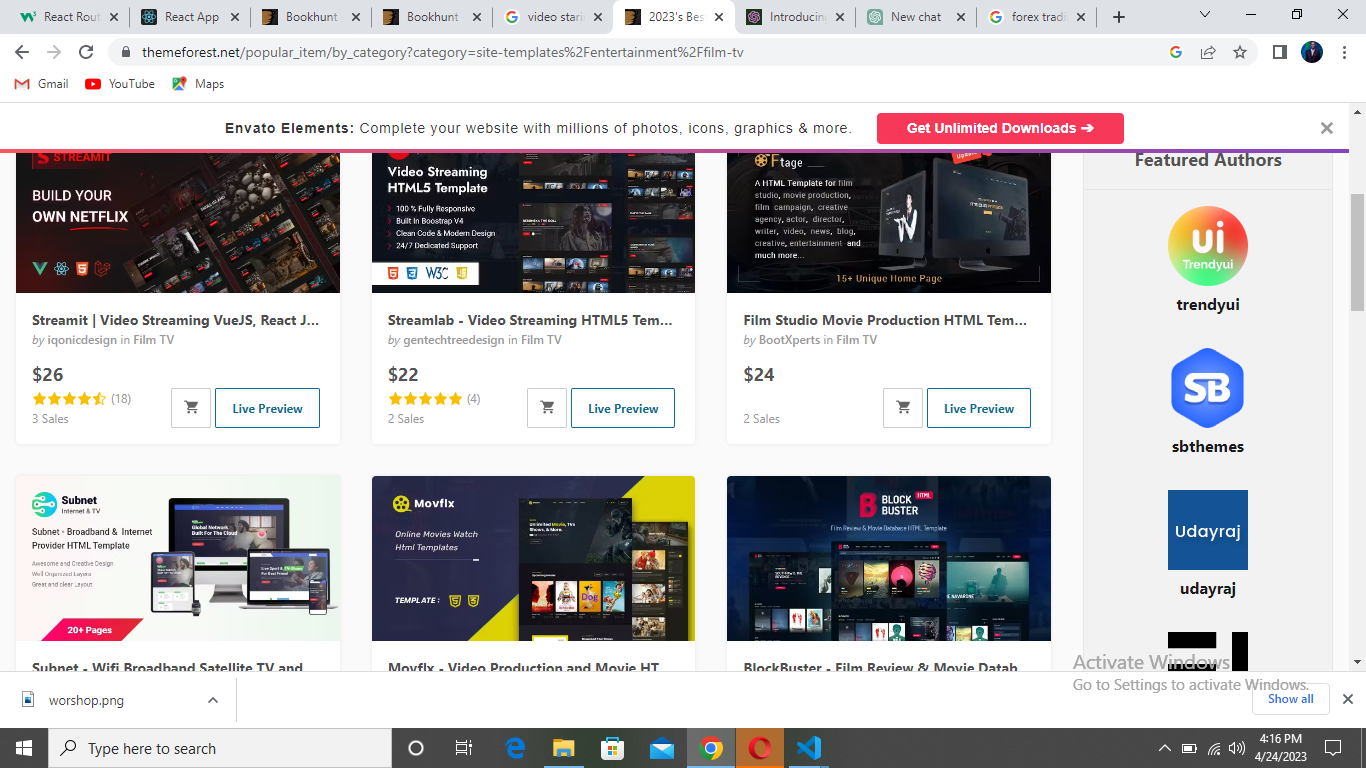 React Rout
React App
Bookhunt
Bookhunt
video stari
2023's Bes
Introducing
New chat
forex tradi
themeforest.net/popular_item/by_category?category=site-templates%2Fentertainment%2Ffilm-tv
Gmail
YouTube
Maps
Envato Elements: Complete your website with millions of photos, icons, graphics & more.
Get Unlimited Downloads ➔
STREAMIT
BUILD YOUR
OWN NETFLIX
Video Streaming
HTML5 Template
100 % Fully Responsive
Built In Boostrap V4
Clean Code & Modern Design
24/7 Dedicated Support
W3C
Ftage
A HTML Template for film
studio, movie production,
film campaign, creative
agency, actor, director,
writer, video, news, blog,
creative, entertainment and
much more...
15+ Unique Home Page
Streamit | Video Streaming VueJS, React J...
by iqonicdesign in Film TV
$26
(18)
3 Sales
Live Preview
Streamlab - Video Streaming HTML5 Tem...
by gentechtreedesign in Film TV
$22
(4)
2 Sales
Live Preview
Film Studio Movie Production HTML Tem...
by BootXperts in Film TV
$24
2 Sales
Live Preview
Subnet
Internet & TV
Subnet - Broadband & Internet
Provider HTML Template
Awesome and Creative Design
Well Organized Layers
Great and clear Layout
20+ Pages
Movflx
Online Movies Watch
Html Templates
TEMPLATE :
Unlimited Movie, TVs
Shows, & More.
BLOCK
BUSTER
HTML
Film Review & Movie Database HTML Template
Subnet - Wifi Broadband Satellite TV and
Movflx - Video Production and Movie HT
BlockBuster - Film Review & Movie Datab
Featured Authors
ui
Trendyui
trendyui
SB
sbthemes
Udayraj
udayraj
Activate Windows
Go to Settings to activate Windows.
worshop.png
Show all
Type here to search
4:16 PM
4/24/2023